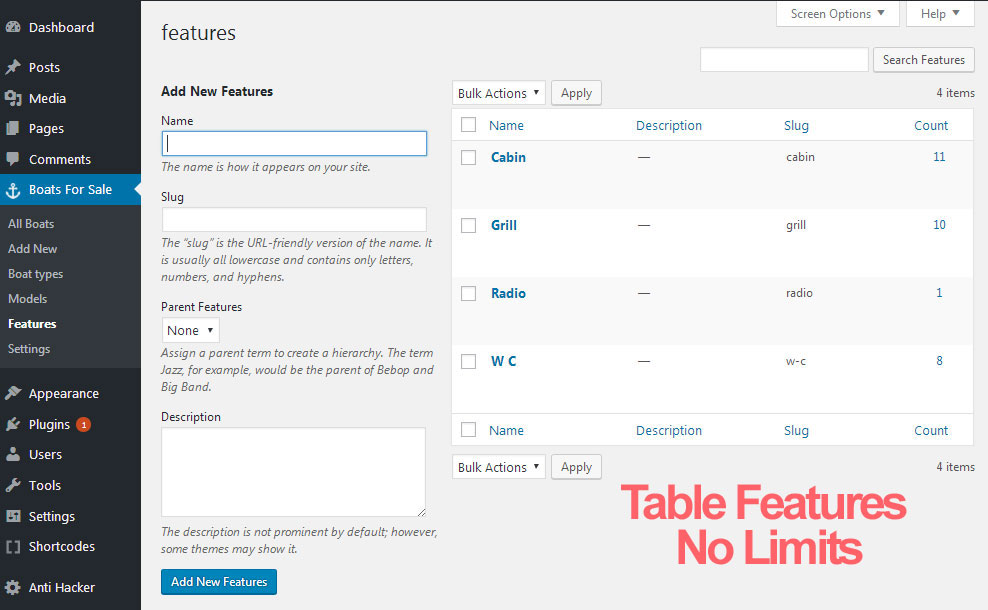 Dashboard
Posts
Media
Pages
Comments
Boats For Sale
All Boats
Add New
Boat types
Models
Features
Settings
Appearance
Plugins 1
Users
Tools
Settings
Shortcodes
Anti Hacker
Screen Options ▼ Help ▼
features
Search Features
Add New Features
Name
The name is how it appears on your site.
Slug
The “slug” is the URL-friendly version of the name. It
is usually all lowercase and contains only letters,
numbers, and hyphens.
Parent Features
None ▼
Assign a parent term to create a hierarchy. The term
Jazz, for example, would be the parent of Bebop and
Big Band.
Description
The description is not prominent by default; however,
some themes may show it.
Add New Features
Bulk Actions ▼ Apply 4 items
Name Description Slug Count
Cabin — cabin 11
Grill — grill 10
Radio — radio 1
W C — w-c 8
Name Description Slug Count
Bulk Actions ▼ Apply 4 items
Table Features
No Limits